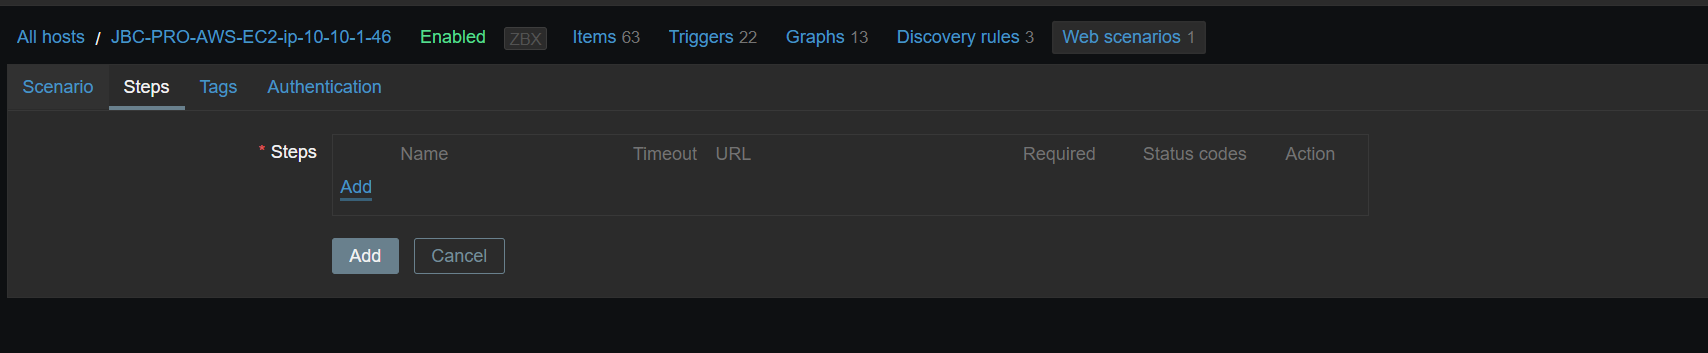 All hosts / JBC-PRO-AWS-EC2-ip-10-10-1-46 Enabled ZBX Items 63 Triggers 22 Graphs 13 Discovery rules 3 Web scenarios 1
Scenario Steps Tags Authentication
* Steps Name Timeout URL Required Status codes Action
Add
Add Cancel